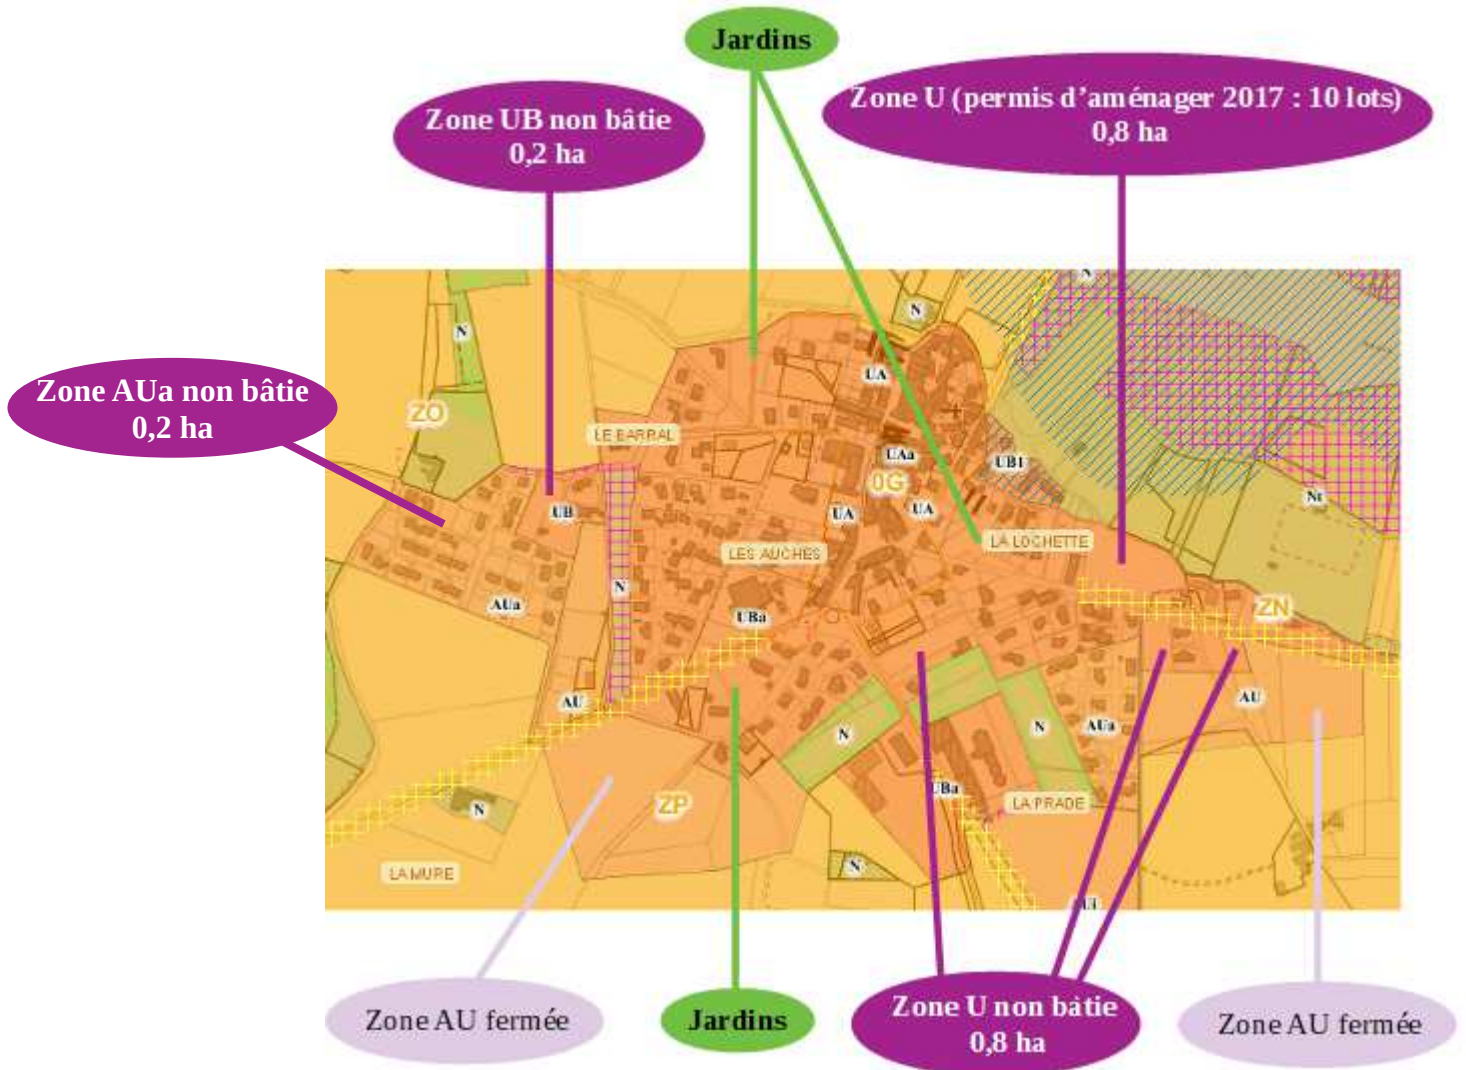 Jardins
Zone UB non bâtie
0,2 ha
Zone U (permis d’aménager 2017 : 10 lots)
0,8 ha
Zone AUa non bâtie
0,2 ha
N
N
N
UA
ZO
LE BARRAL
UAa
UB1
0G
Nt
UB
UA
UA
LES AUCHES
LA LOCHETTE
N
AUa
UBa
ZN
AU
AU
N
N
AUa
UBa
ZP
LA PRADE
N
LA MURE
N
Zone AU fermée
Jardins
Zone U non bâtie
0,8 ha
Zone AU fermée